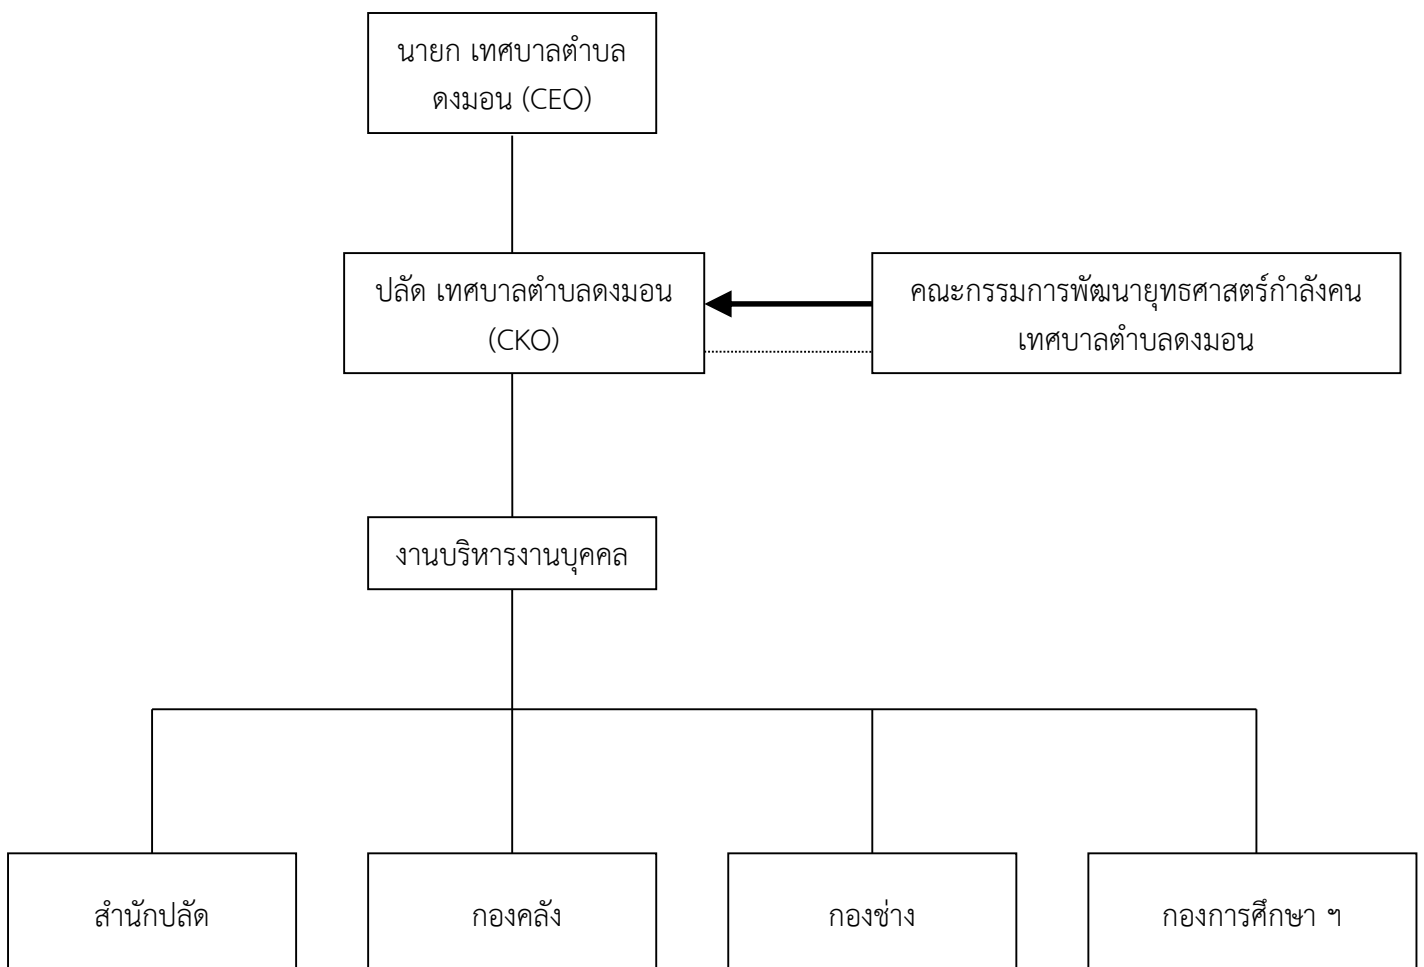 นายก เทศบาลตำบล
ดงมอน (CEO)
ปลัด เทศบาลตำบลดงมอน
(CKO)
คณะกรรมการพัฒนายุทธศาสตร์กำลังคน
เทศบาลตำบลดงมอน
งานบริหารงานบุคคล
สำนักปลัด
กองคลัง
กองช่าง
กองการศึกษา ฯ